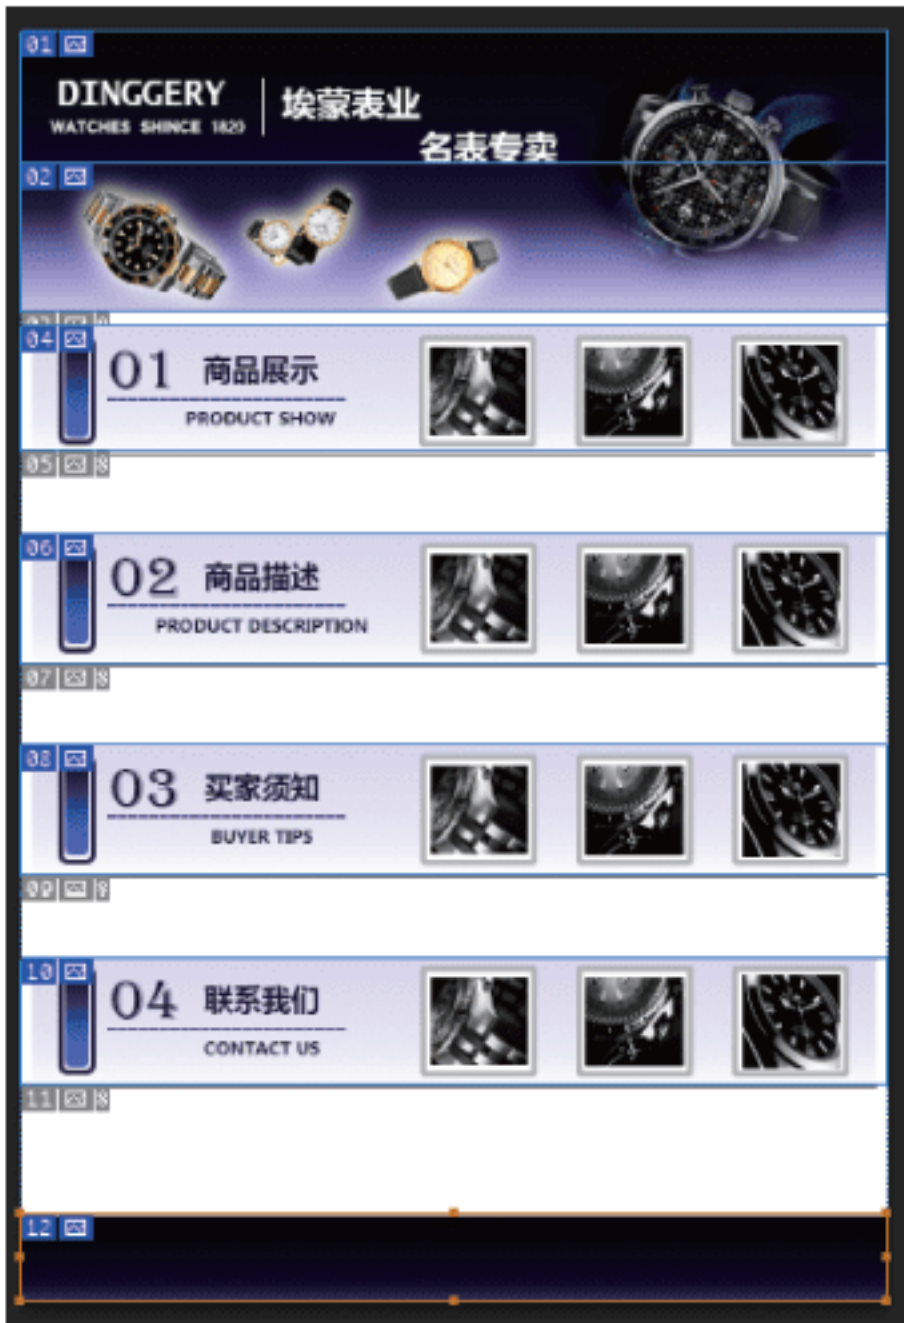 01
DINGGERY
WATCHES SHINCE 1820
埃蒙表业
名表专卖
02
03
04
01 商品展示
PRODUCT SHOW
05
06
02 商品描述
PRODUCT DESCRIPTION
07
08
03 买家须知
BUYER TIPS
09
10
04 联系我们
CONTACT US
11
12